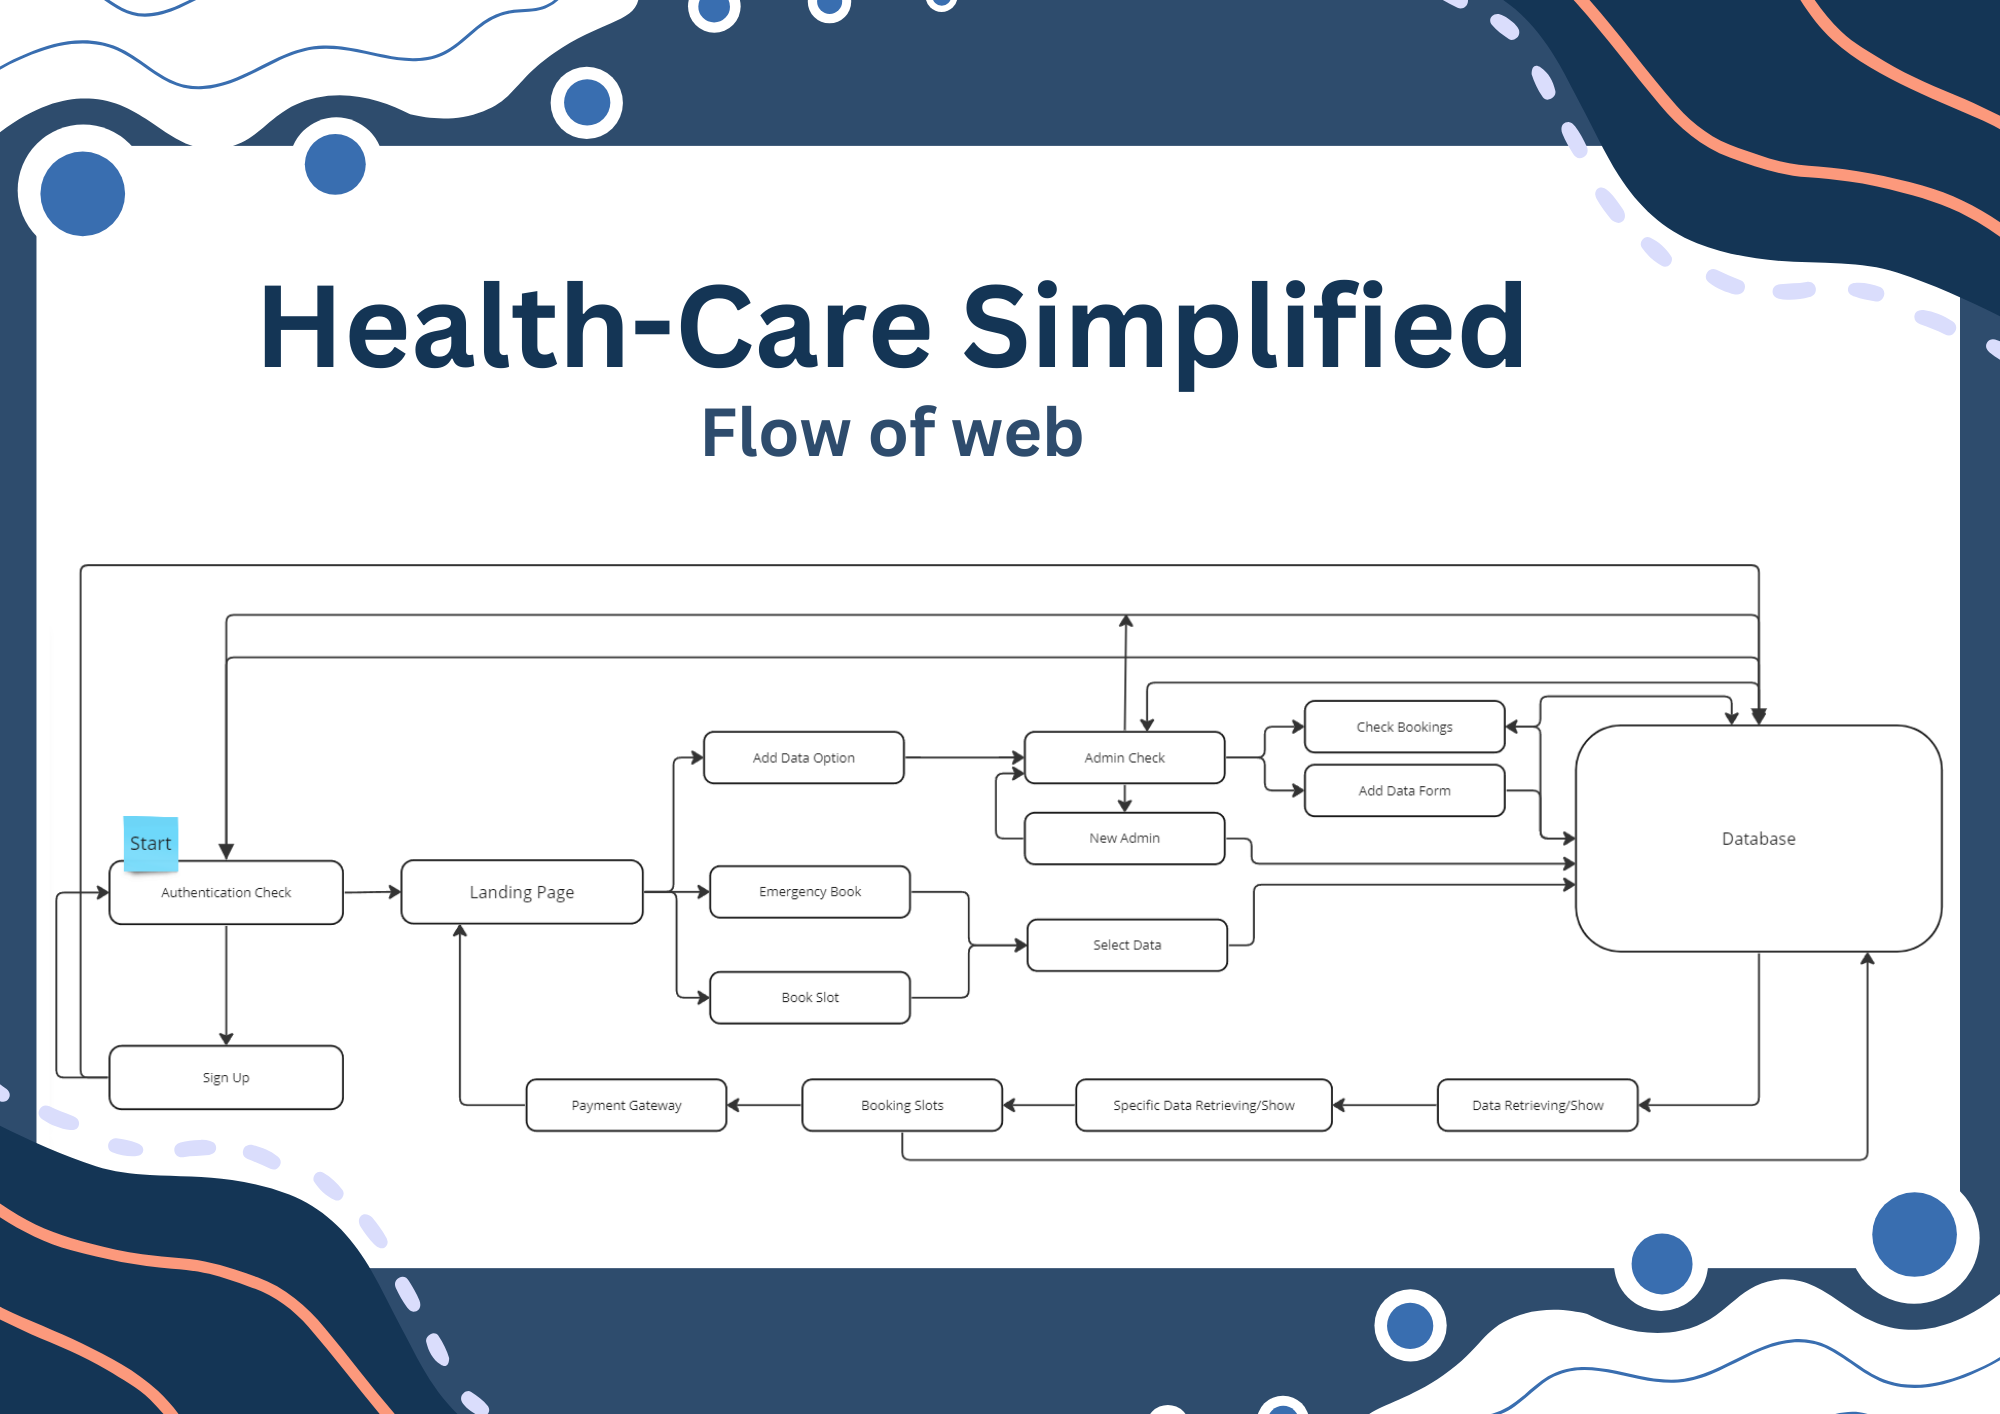 Health-Care Simplified
Flow of web
Start
Authentication Check
Sign Up
Landing Page
Add Data Option
Emergency Book
Book Slot
Admin Check
New Admin
Select Data
Check Bookings
Add Data Form
Database
Payment Gateway
Booking Slots
Specific Data Retrieving/Show
Data Retrieving/Show